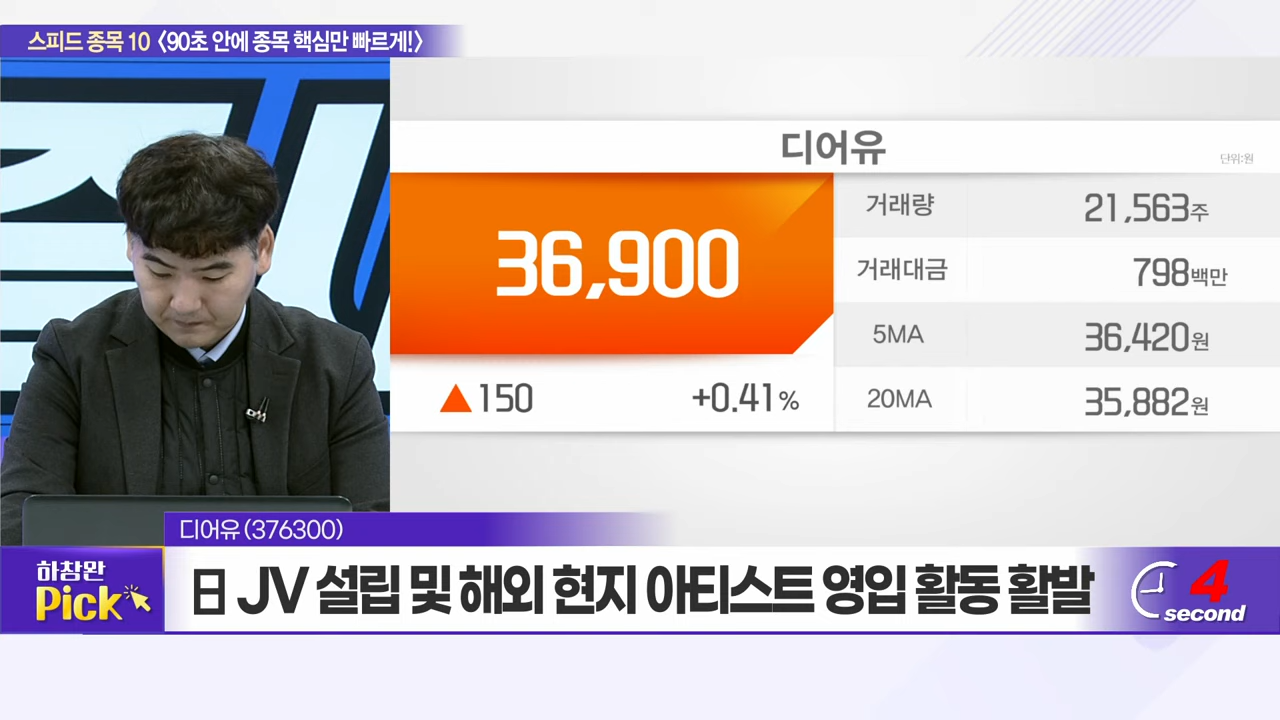 스피드 종목 10 〈90초 안에 종목 핵심만 빠르게!〉
디어유
단위:원
36,900
▲150 +0.41%
거래량 21,563주
거래대금 798백만
5MA 36,420원
20MA 35,882원
디어유(376300)
하창완
Pick
日 JV 설립 및 해외 현지 아티스트 영입 활동 활발
4
second